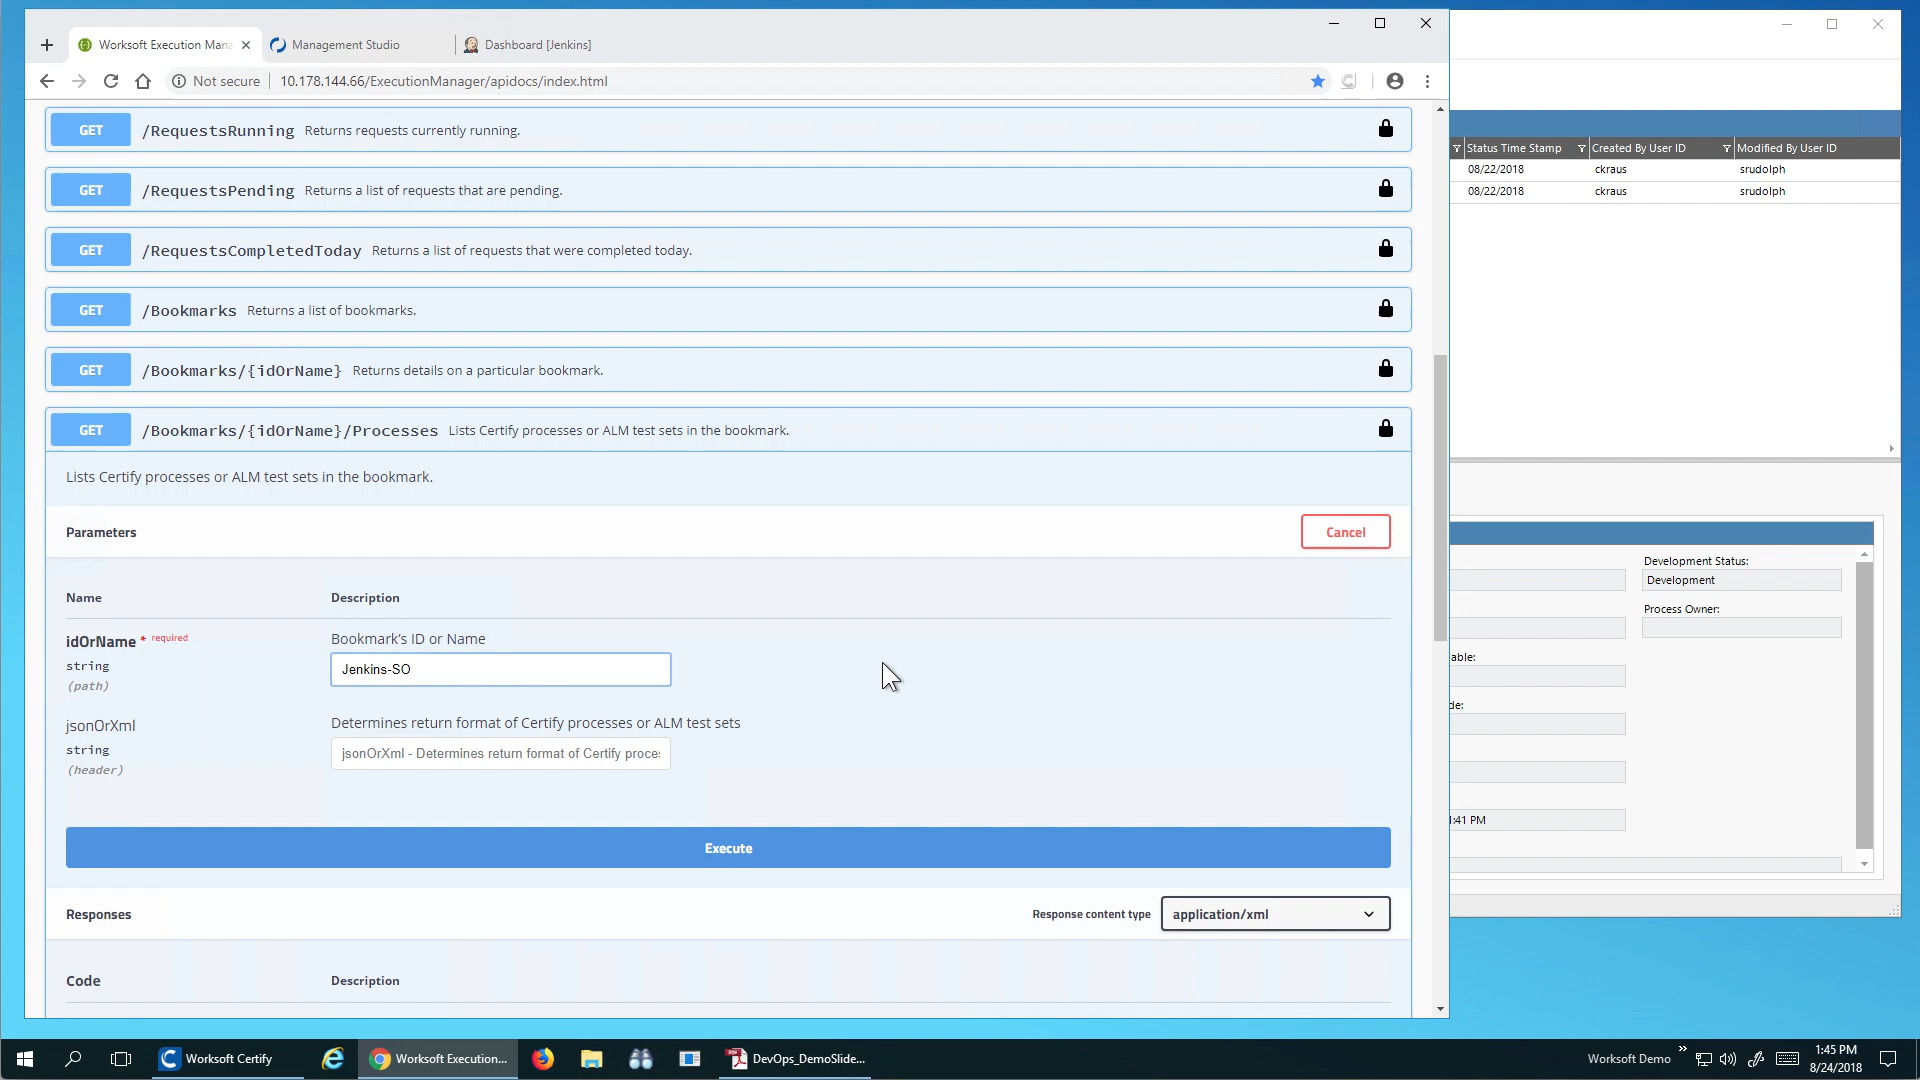 Worksoft Execution Mana
Management Studio
Dashboard [Jenkins]
Not secure
10.178.144.66/ExecutionManager/apidocs/index.html
GET /RequestsRunning Returns requests currently running.
GET /RequestsPending Returns a list of requests that are pending.
GET /RequestsCompletedToday Returns a list of requests that were completed today.
GET /Bookmarks Returns a list of bookmarks.
GET /Bookmarks/{idOrName} Returns details on a particular bookmark.
GET /Bookmarks/{idOrName}/Processes Lists Certify processes or ALM test sets in the bookmark.
Lists Certify processes or ALM test sets in the bookmark.
Parameters
Cancel
Name Description
idOrName * required
string
(path)
Bookmark's ID or Name
Jenkins-SO
jsonOrXml
string
(header)
Determines return format of Certify processes or ALM test sets
jsonOrXml - Determines return format of Certify proce
Execute
Responses
Response content type application/xml
Code Description
Status Time Stamp Created By User ID Modified By User ID
08/22/2018 ckraus srudolph
08/22/2018 ckraus srudolph
Development Status:
Development
Process Owner:
able:
de:
1:41 PM
Worksoft Certify
Worksoft Execution...
DevOps_DemoSlide...
Worksoft Demo
1:45 PM
8/24/2018